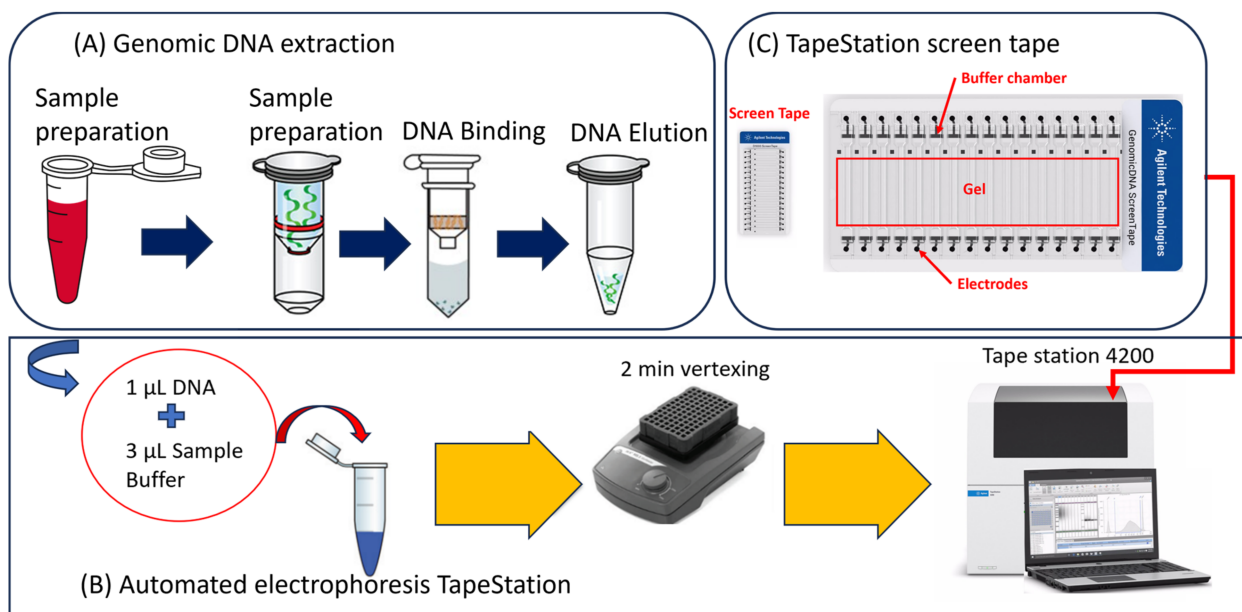 (A) Genomic DNA extraction
Sample
preparation
Sample
preparation
DNA Binding
DNA Elution
(C) TapeStation screen tape
Buffer chamber
Screen Tape
Agilent Technologies
Gel
Electrodes
GenomicDNA ScreenTape
Agilent Technologies
1 µL DNA
3 µL Sample
Buffer
2 min vertexing
Tape station 4200
(B) Automated electrophoresis TapeStation